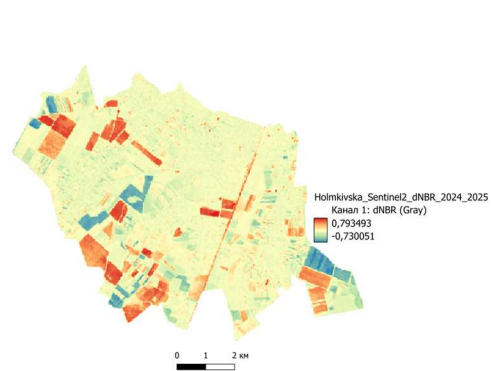 Holmkivska_Sentinel2_dNBR_2024_2025
Канал 1: dNBR (Gray)
0,793493
-0,730051
0 1 2 км